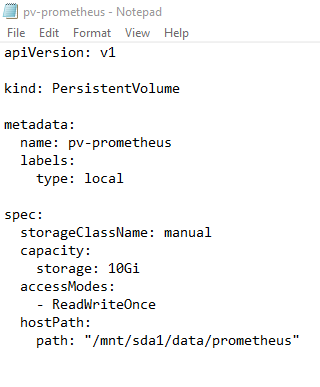 pv-prometheus - Notepad
File Edit Format View Help
apiVersion: v1
kind: PersistentVolume
metadata:
  name: pv-prometheus
  labels:
    type: local
spec:
  storageClassName: manual
  capacity:
    storage: 10Gi
  accessModes:
    - ReadWriteOnce
  hostPath:
    path: "/mnt/sda1/data/prometheus"